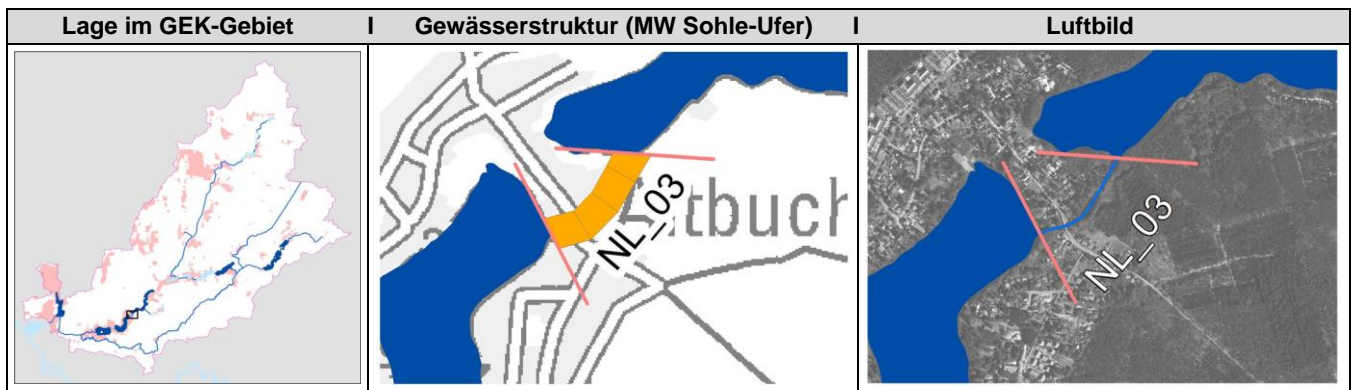 Lage im GEK-Gebiet I Gewässerstruktur (MW Sohle-Ufer) I Luftbild
NL_03
NL_03